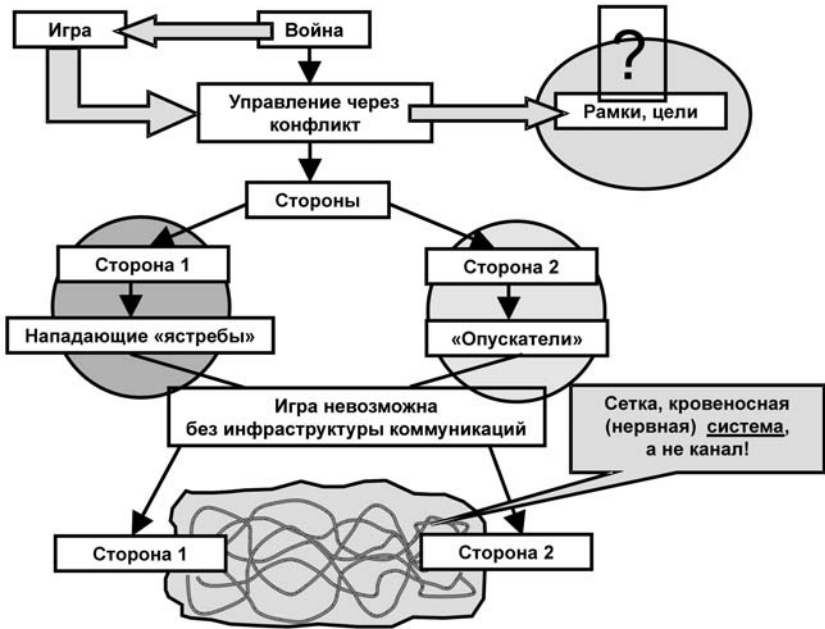 Игра
Война
?
Управление через
конфликт
Рамки, цели
Стороны
Сторона 1
Сторона 2
Нападающие «ястребы»
«Опускатели»
Игра невозможна
без инфраструктуры коммуникаций
Сетка, кровеносная
(нервная) система,
а не канал!
Сторона 1
Сторона 2